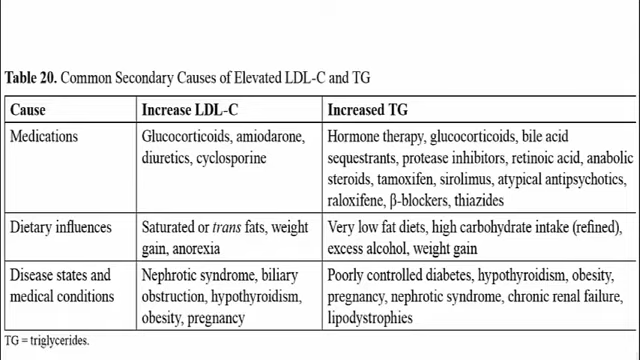 Table 20. Common Secondary Causes of Elevated LDL-C and TG
Cause Increase LDL-C Increased TG
Medications Glucocorticoids, amiodarone, Hormone therapy, glucocorticoids, bile acid
diuretics, cyclosporine sequestrants, protease inhibitors, retinoic acid, anabolic
steroids, tamoxifen, sirolimus, atypical antipsychotics,
raloxifene, β-blockers, thiazides
Dietary influences Saturated or trans fats, weight Very low fat diets, high carbohydrate intake (refined),
gain, anorexia excess alcohol, weight gain
Disease states and Nephrotic syndrome, biliary Poorly controlled diabetes, hypothyroidism, obesity,
medical conditions obstruction, hypothyroidism, pregnancy, nephrotic syndrome, chronic renal failure,
obesity, pregnancy lipodystrophies
TG = triglycerides.